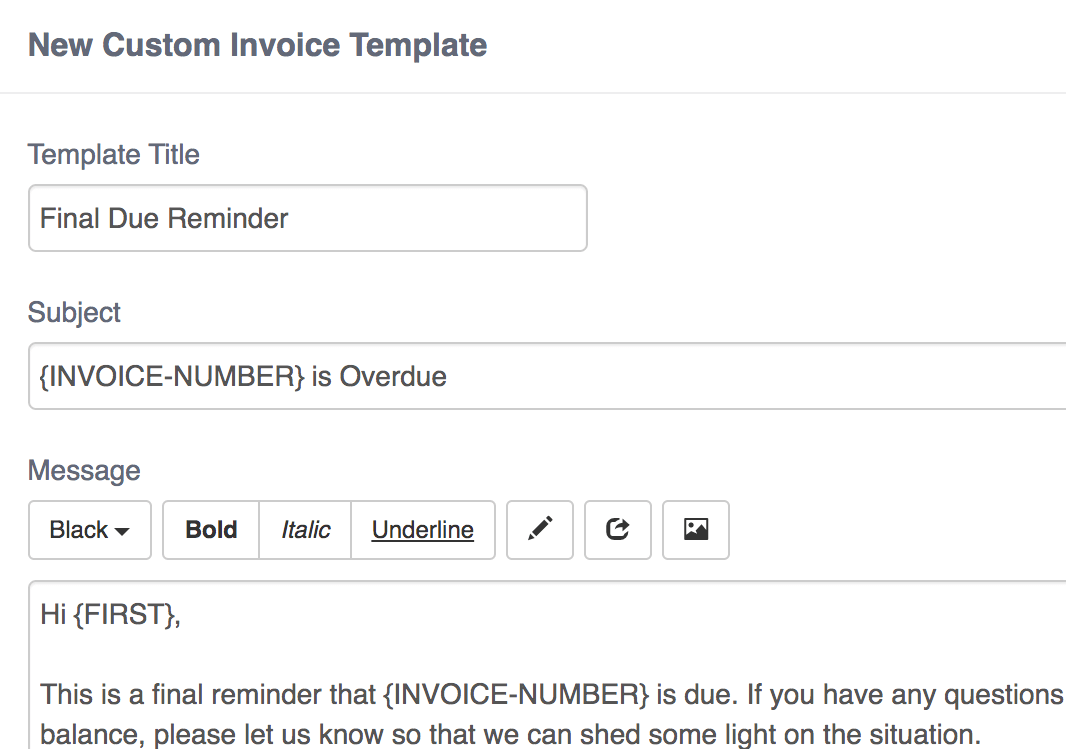 New Custom Invoice Template
Template Title
Final Due Reminder
Subject
{INVOICE-NUMBER} is Overdue
Message
Black Bold Italic Underline
Hi {FIRST},
This is a final reminder that {INVOICE-NUMBER} is due. If you have any questions
balance, please let us know so that we can shed some light on the situation.